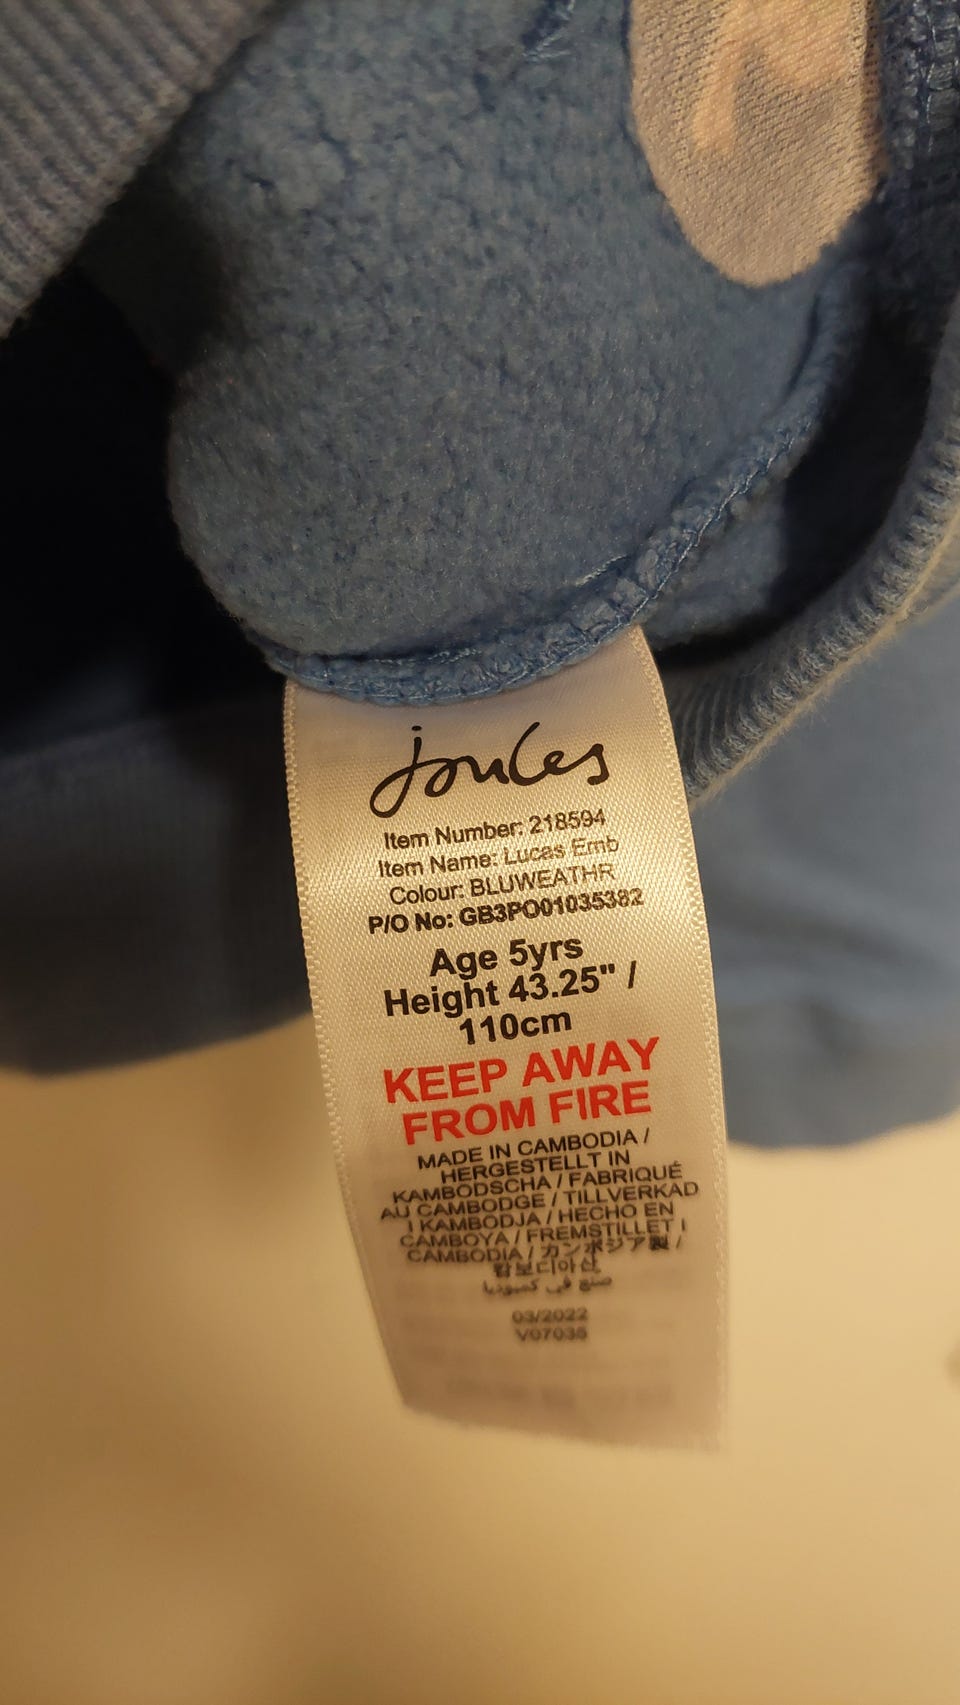 Joules
Item Number: 218594
Item Name: Lucas Emb
Colour: BLUWEATHR
P/O No: GB3PO01035382
Age 5yrs
Height 43.25" /
110cm
KEEP AWAY
FROM FIRE
MADE IN CAMBODIA /
HERGESTELLT IN
KAMBODSCHA / FABRIQUÉ
AU CAMBODGE / TILLVERKAD
I KAMBODJA / HECHO EN
CAMBOYA / FREMSTILLET I
CAMBODIA / カンボジア製 /
캄보디아산
صنع في كمبوديا
03/2022
V07035